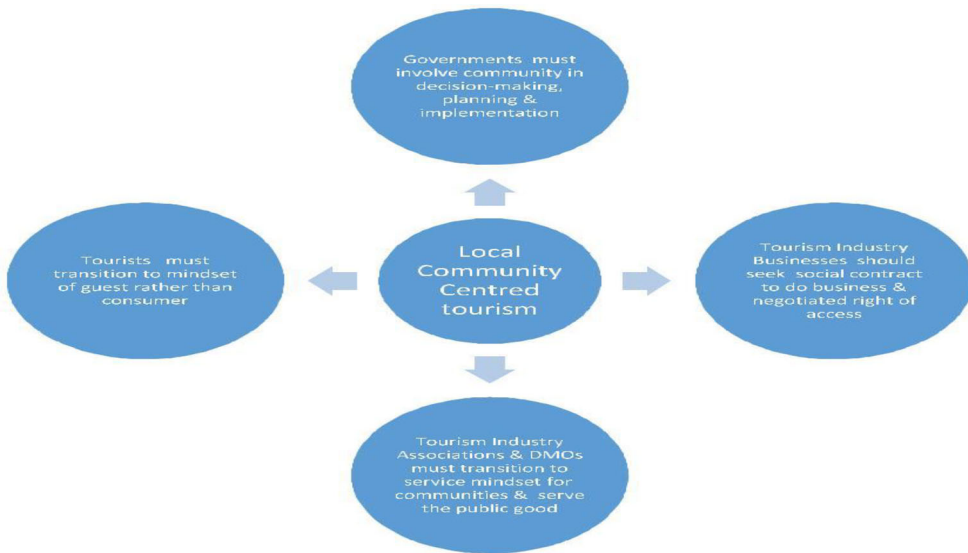 Governments must
involve community in
decision-making,
planning &
implementation
Tourists must
transition to mindset
of guest rather than
consumer
Local
Community
Centred
tourism
Tourism Industry
Businesses should
seek social contract
to do business &
negotiated right of
access
Tourism Industry
Associations & DMOs
must transition to
service mindset for
communities & serve
the public good